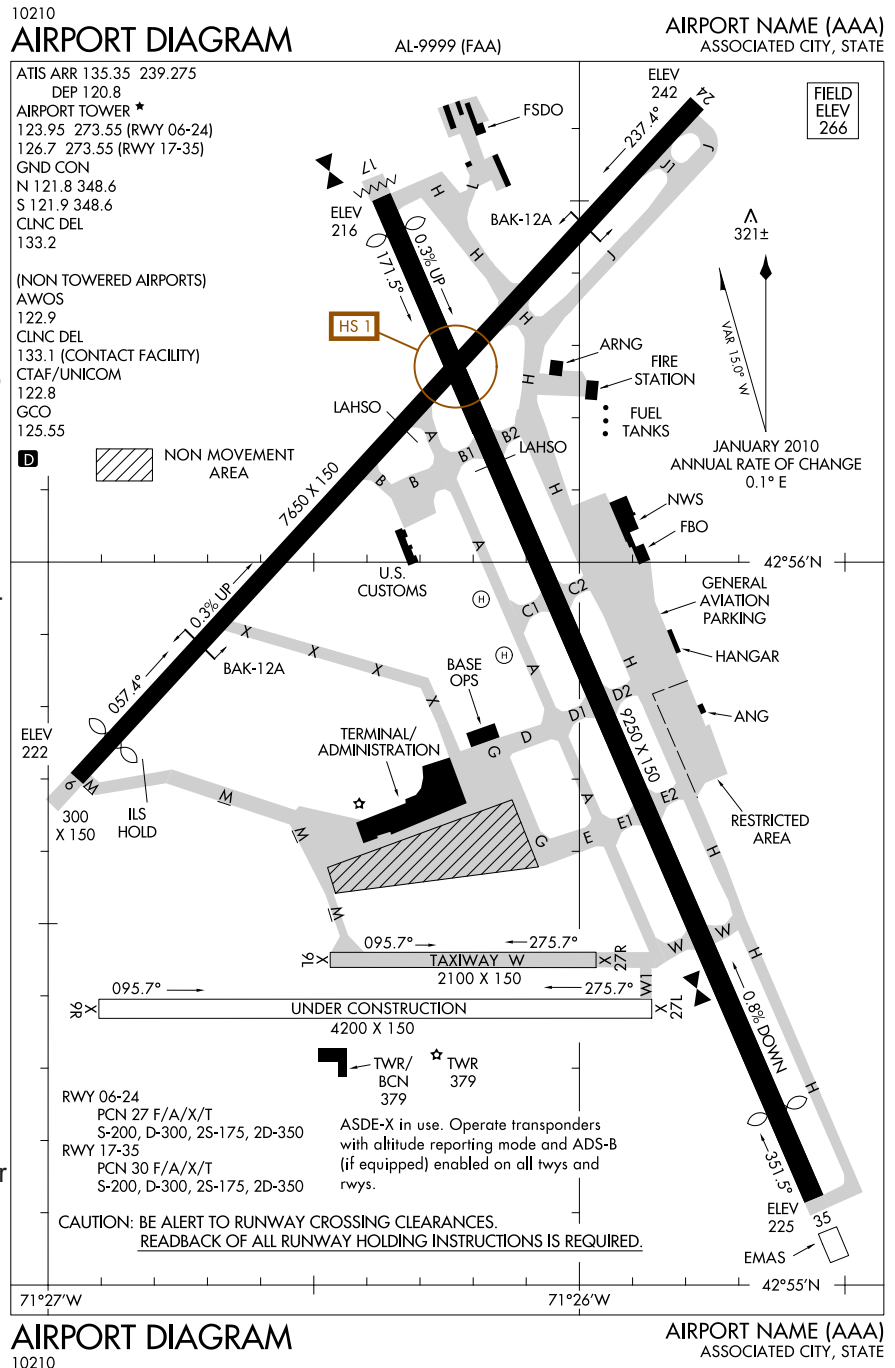 10210
AIRPORT DIAGRAM
AL-9999 (FAA)
AIRPORT NAME (AAA)
ASSOCIATED CITY, STATE
ATIS ARR 135.35 239.275
DEP 120.8
AIRPORT TOWER ★
123.95 273.55 (RWY 06-24)
126.7 273.55 (RWY 17-35)
GND CON
N 121.8 348.6
S 121.9 348.6
CLNC DEL
133.2
(NON TOWERED AIRPORTS)
AWOS
122.9
CLNC DEL
133.1 (CONTACT FACILITY)
CTAF/UNICOM
122.8
GCO
125.55
D
NON MOVEMENT
AREA
FIELD
ELEV
266
ELEV
242
24
237.4°
FSDO
J
J1
J
BAK-12A
17
ELEV
216
H
H
H
H
H
0.3% UP
171.5°
321±
VAR 15.0° W
JANUARY 2010
ANNUAL RATE OF CHANGE
0.1° E
HS 1
ARNG
FIRE
STATION
FUEL
TANKS
LAHSO
LAHSO
A
B
B
B1
B2
7650 X 150
NWS
FBO
42°56'N
U.S.
CUSTOMS
A
H
H
C1
C2
GENERAL
AVIATION
PARKING
HANGAR
ANG
0.3% UP
057.4°
BAK-12A
X
X
X
X
BASE
OPS
A
H
D
D1
D2
G
9250 X 150
ELEV
222
6
300
X 150
ILS
HOLD
M
M
M
M
TERMINAL/
ADMINISTRATION
G
A
E
E1
E2
RESTRICTED
AREA
H
H
H
W
W
W1
9L
X
095.7°
275.7°
TAXIWAY W
2100 X 150
X
27R
9R
X
095.7°
275.7°
UNDER CONSTRUCTION
4200 X 150
X
27L
0.8% DOWN
TWR/
BCN
379
TWR
379
RWY 06-24
PCN 27 F/A/X/T
S-200, D-300, 2S-175, 2D-350
RWY 17-35
PCN 30 F/A/X/T
S-200, D-300, 2S-175, 2D-350
ASDE-X in use. Operate transponders
with altitude reporting mode and ADS-B
(if equipped) enabled on all twys and
rwys.
351.5°
ELEV
225
35
EMAS
CAUTION: BE ALERT TO RUNWAY CROSSING CLEARANCES.
READBACK OF ALL RUNWAY HOLDING INSTRUCTIONS IS REQUIRED.
42°55'N
71°27'W
71°26'W
AIRPORT DIAGRAM
10210
AIRPORT NAME (AAA)
ASSOCIATED CITY, STATE